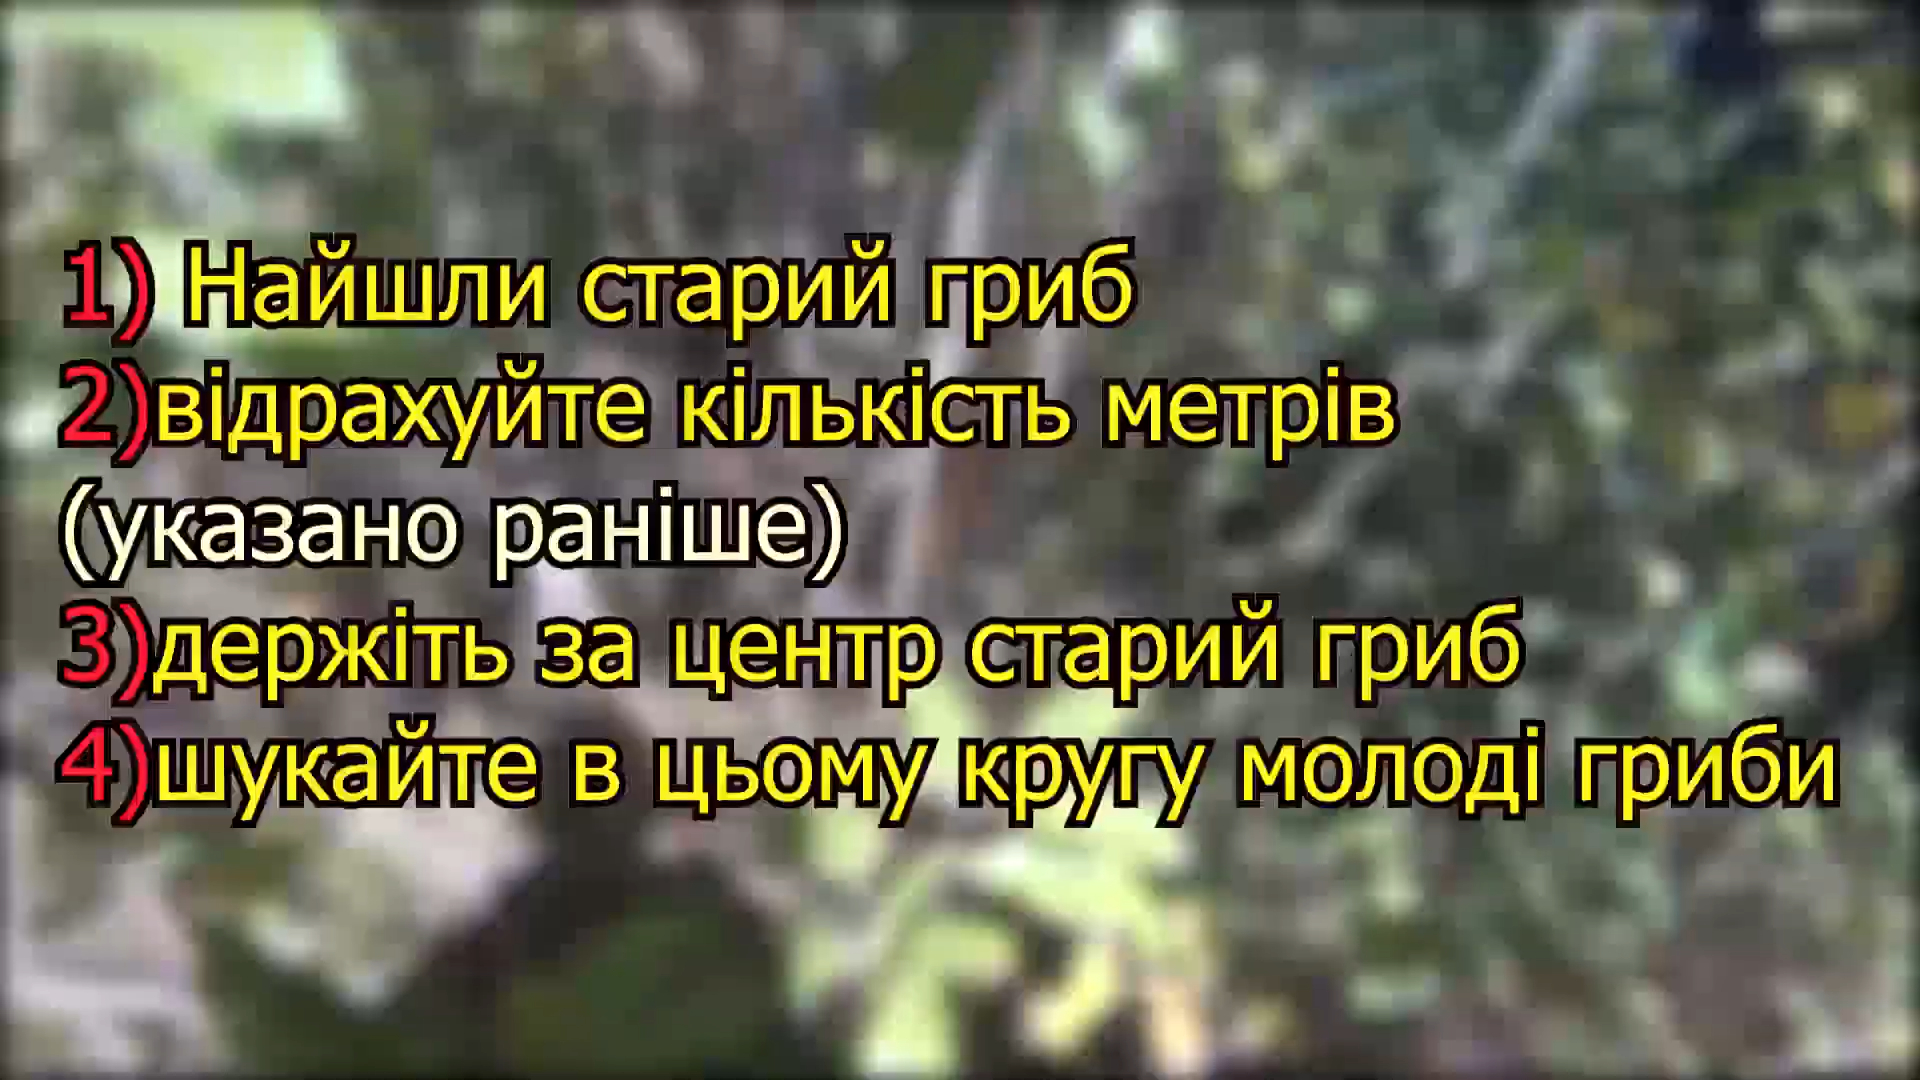 1) Найшли старий гриб
2)відрахуйте кількість метрів
(указано раніше)
3)держіть за центр старий гриб
4)шукайте в цьому кругу молоді гриби